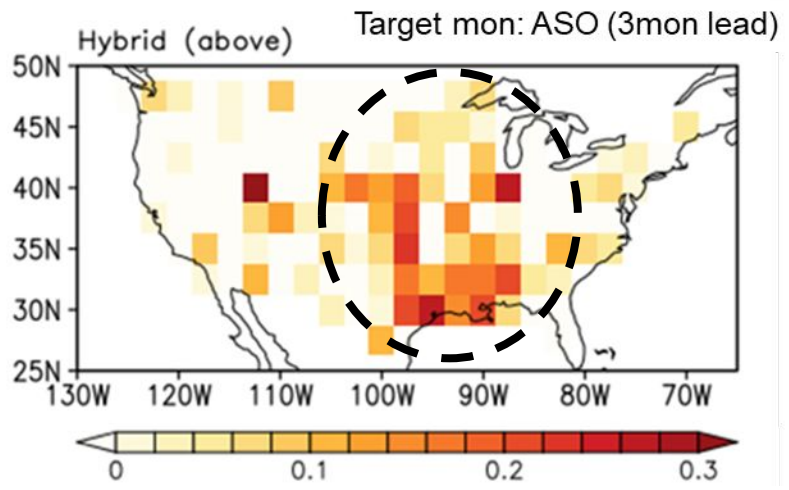 Target mon: ASO (3mon lead)
Hybrid (above)
50N
45N
40N
35N
30N
25N
130W 120W 110W 100W 90W 80W 70W
0 0.1 0.2 0.3